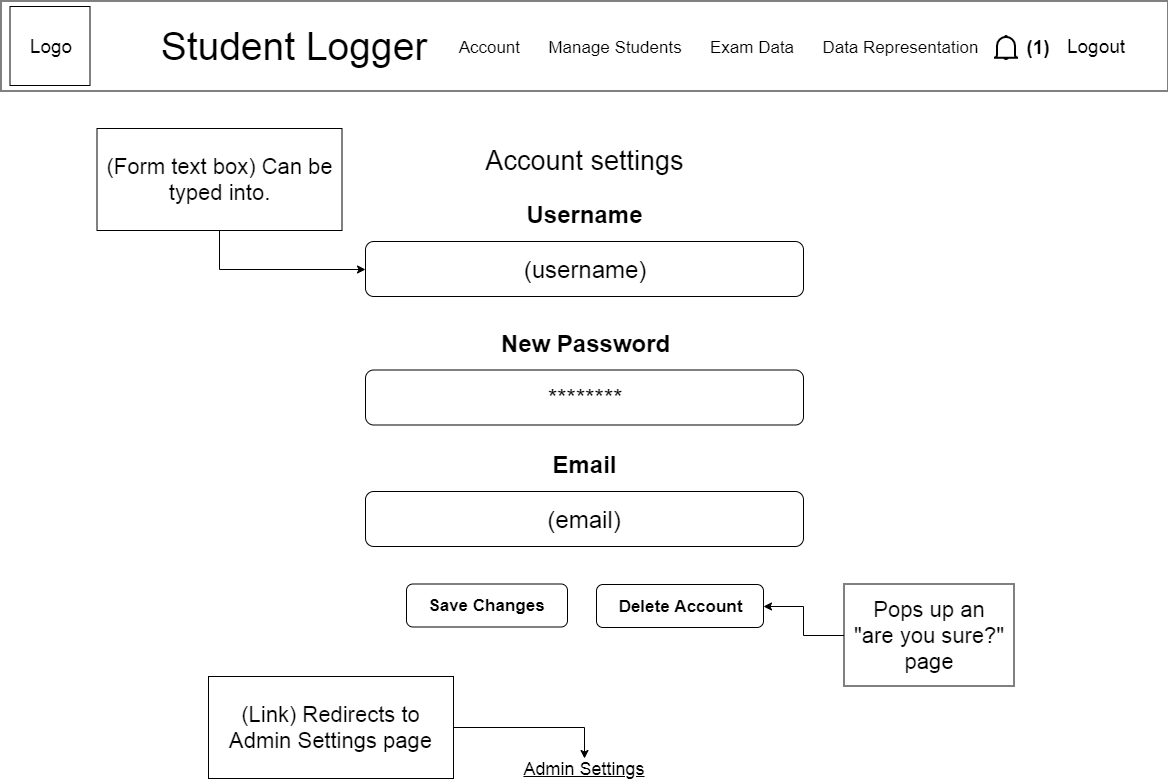 Logo
Student Logger
Account
Manage Students
Exam Data
Data Representation
(1)
Logout
(Form text box) Can be
typed into.
Account settings
Username
(username)
New Password
********
Email
(email)
Save Changes
Delete Account
Pops up an
"are you sure?"
page
(Link) Redirects to
Admin Settings page
Admin Settings